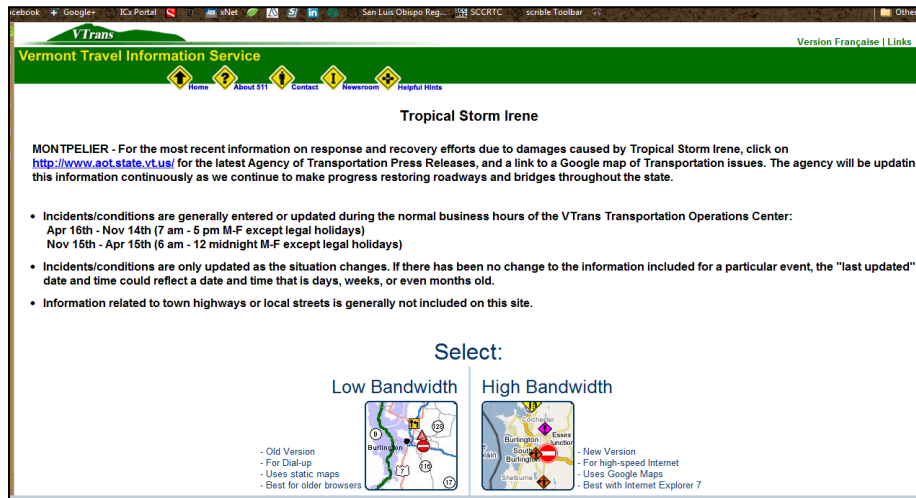 cebook Google+ ICx Portal xNet San Luis Obispo Reg... SCCRTC scrible Toolbar Other
VTrans
Version Française | Links
Vermont Travel Information Service
Home About 511 Contact Newsroom Helpful Hints
Tropical Storm Irene
MONTPELIER - For the most recent information on response and recovery efforts due to damages caused by Tropical Storm Irene, click on
http://www.aot.state.vt.us/ for the latest Agency of Transportation Press Releases, and a link to a Google map of Transportation issues. The agency will be updatin
this information continuously as we continue to make progress restoring roadways and bridges throughout the state.
• Incidents/conditions are generally entered or updated during the normal business hours of the VTrans Transportation Operations Center:
Apr 16th - Nov 14th (7 am - 5 pm M-F except legal holidays)
Nov 15th - Apr 15th (6 am - 12 midnight M-F except legal holidays)
• Incidents/conditions are only updated as the situation changes. If there has been no change to the information included for a particular event, the "last updated"
date and time could reflect a date and time that is days, weeks, or even months old.
• Information related to town highways or local streets is generally not included on this site.
Select:
Low Bandwidth
- Old Version
- For Dial-up
- Uses static maps
- Best for older browsers
128
9
Burlington
7
116
17
High Bandwidth
Colchester
Burlington
Essex
Junction
South
Burlington
plain
Shelburne
- New Version
- For high-speed Internet
- Uses Google Maps
- Best with Internet Explorer 7